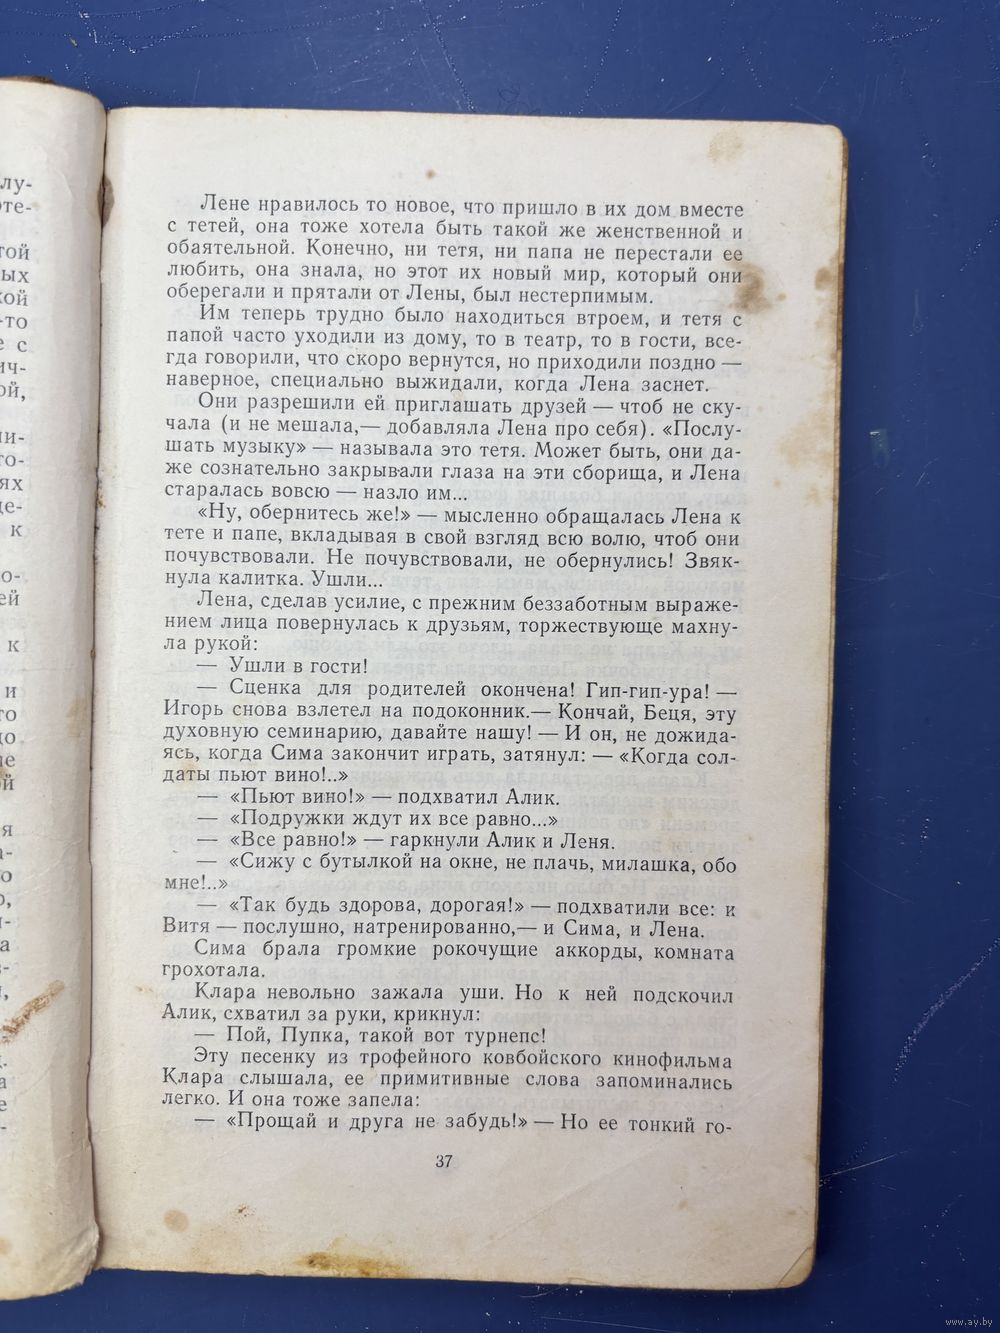 Лене нравилось то новое, что пришло в их дом вместе
с тетей, она тоже хотела быть такой же женственной и
обаятельной. Конечно, ни тетя, ни папа не перестали ее
любить, она знала, но этот их новый мир, который они
оберегали и прятали от Лены, был нестерпимым.
Им теперь трудно было находиться втроем, и тетя с
папой часто уходили из дому, то в театр, то в гости, все-
гда говорили, что скоро вернутся, но приходили поздно —
наверное, специально выжидали, когда Лена заснет.
Они разрешили ей приглашать друзей — чтоб не ску-
чала (и не мешала,— добавляла Лена про себя). «Послу-
шать музыку» — называла это тетя. Может быть, они да-
же сознательно закрывали глаза на эти сборища, и Лена
старалась вовсю — назло им...
«Ну, обернитесь же!» — мысленно обращалась Лена к
тете и папе, вкладывая в свой взгляд всю волю, чтоб они
почувствовали. Не почувствовали, не обернулись! Звяк-
нула калитка. Ушли...
Лена, сделав усилие, с прежним беззаботным выраже-
нием лица повернулась к друзьям, торжествующе махну-
ла рукой:
— Ушли в гости!
— Сценка для родителей окончена! Гип-гип-ура! —
Игорь снова взлетел на подоконник.— Кончай, Беця, эту
духовную семинарию, давайте нашу! — И он, не дожида-
ясь, когда Сима закончит играть, затянул: — «Когда сол-
даты пьют вино!..»
— «Пьют вино!» — подхватил Алик.
— «Подружки ждут их все равно...»
— «Все равно!» — гаркнули Алик и Леня.
— «Сижу с бутылкой на окне, не плачь, милашка, обо
мне!..»
— «Так будь здорова, дорогая!» — подхватили все: и
Витя — послушно, натренированно,— и Сима, и Лена.
Сима брала громкие рокочущие аккорды, комната
грохотала.
Клара невольно зажала уши. Но к ней подскочил
Алик, схватил за руки, крикнул:
— Пой, Пупка, такой вот турнепс!
Эту песенку из трофейного ковбойского кинофильма
Клара слышала, ее примитивные слова запоминались
легко. И она тоже запела:
— «Прощай и друга не забудь!» — Но ее тонкий го-
37
www.ay.by